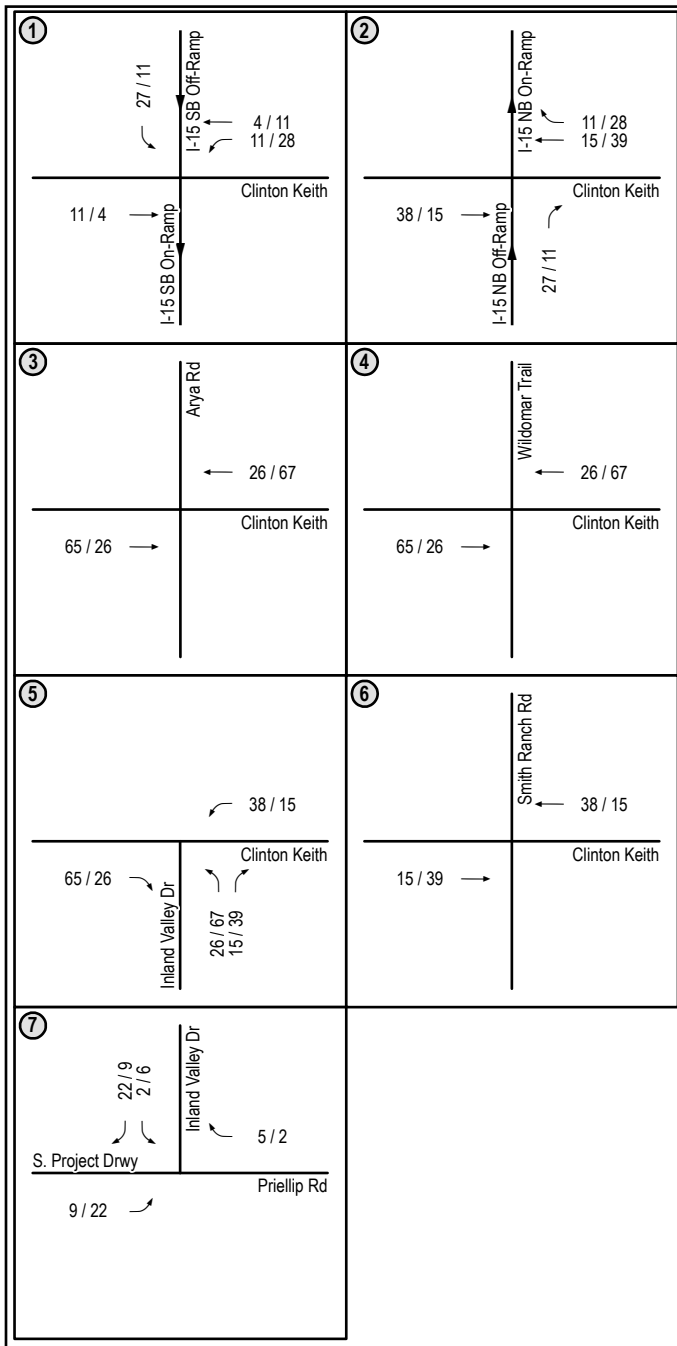 1
27 / 11
I-15 SB Off-Ramp
4 / 11
11 / 28
Clinton Keith
11 / 4
I-15 SB On-Ramp
2
I-15 NB On-Ramp
11 / 28
15 / 39
Clinton Keith
38 / 15
I-15 NB Off-Ramp
27 / 11
3
Arya Rd
26 / 67
Clinton Keith
65 / 26
4
Wildomar Trail
26 / 67
Clinton Keith
65 / 26
5
38 / 15
Clinton Keith
65 / 26
Inland Valley Dr
26 / 67
15 / 39
6
Smith Ranch Rd
38 / 15
Clinton Keith
15 / 39
7
22 / 9
2 / 6
Inland Valley Dr
5 / 2
S. Project Drwy
Priellip Rd
9 / 22